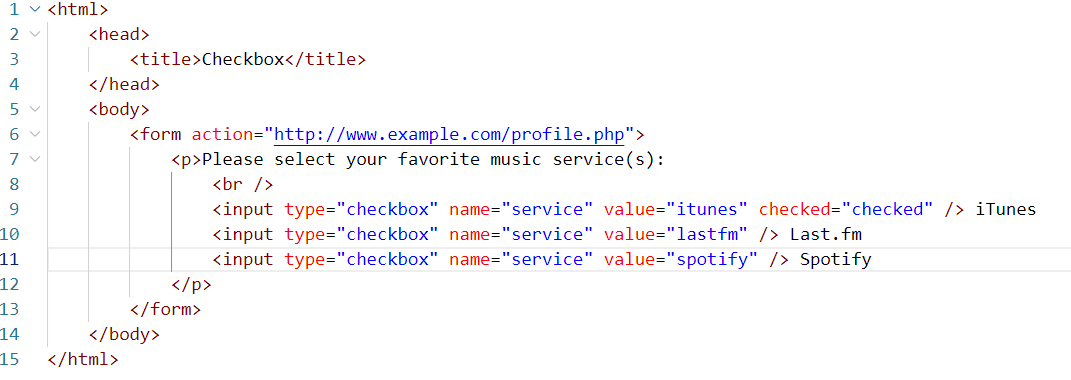 1 <html>
2 <head>
3 <title>Checkbox</title>
4 </head>
5 <body>
6 <form action="http://www.example.com/profile.php">
7 <p>Please select your favorite music service(s):
8 <br />
9 <input type="checkbox" name="service" value="itunes" checked="checked" /> iTunes
10 <input type="checkbox" name="service" value="lastfm" /> Last.fm
11 <input type="checkbox" name="service" value="spotify" /> Spotify
12 </p>
13 </form>
14 </body>
15 </html>